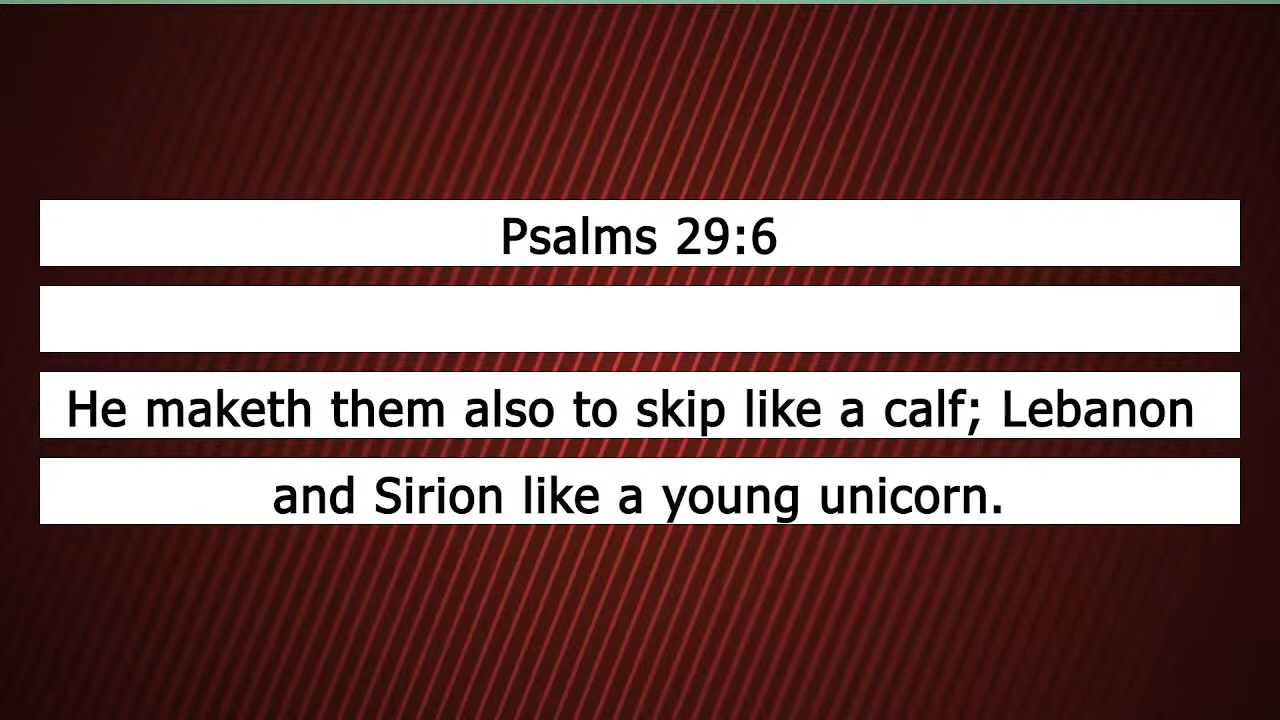 Psalms 29:6
He maketh them also to skip like a calf; Lebanon
and Sirion like a young unicorn.